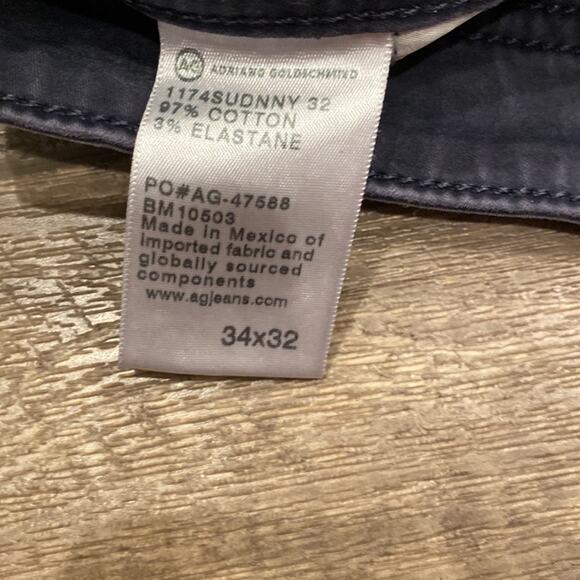 AG ADRIANO GOLDSCHMIED
1174SUDNNY 32
97% COTTON
3% ELASTANE
PO#AG-47588
BM10503
Made in Mexico of
imported fabric and
globally sourced
components
www.agjeans.com
34x32